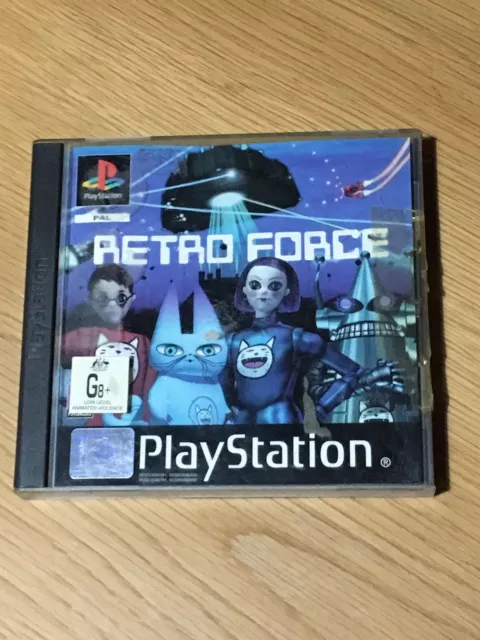 PlayStation
PAL
RETRO FORCE
G8+
LOW LEVEL
ANIMATED VIOLENCE
PlayStation®
PlayStation